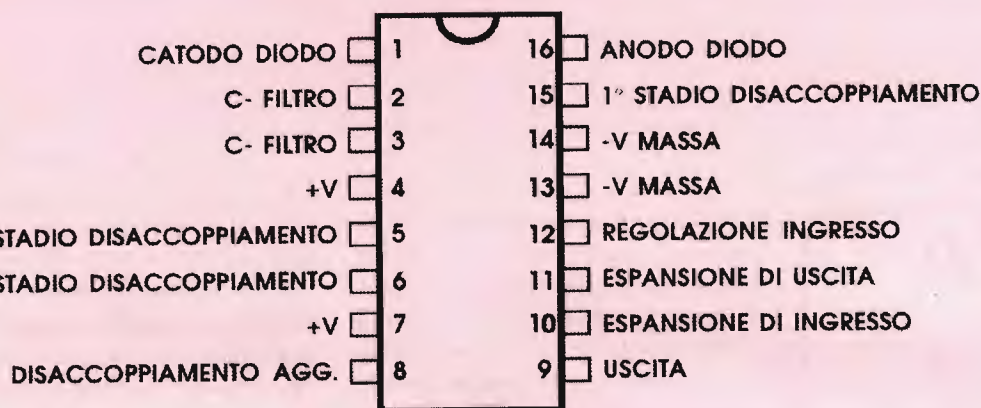 CATODO DIODO 1 16 ANODO DIODO
C- FILTRO 2 15 1° STADIO DISACCOPPIAMENTO
C- FILTRO 3 14 -V MASSA
+V 4 13 -V MASSA
STADIO DISACCOPPIAMENTO 5 12 REGOLAZIONE INGRESSO
STADIO DISACCOPPIAMENTO 6 11 ESPANSIONE DI USCITA
+V 7 10 ESPANSIONE DI INGRESSO
DISACCOPPIAMENTO AGG. 8 9 USCITA